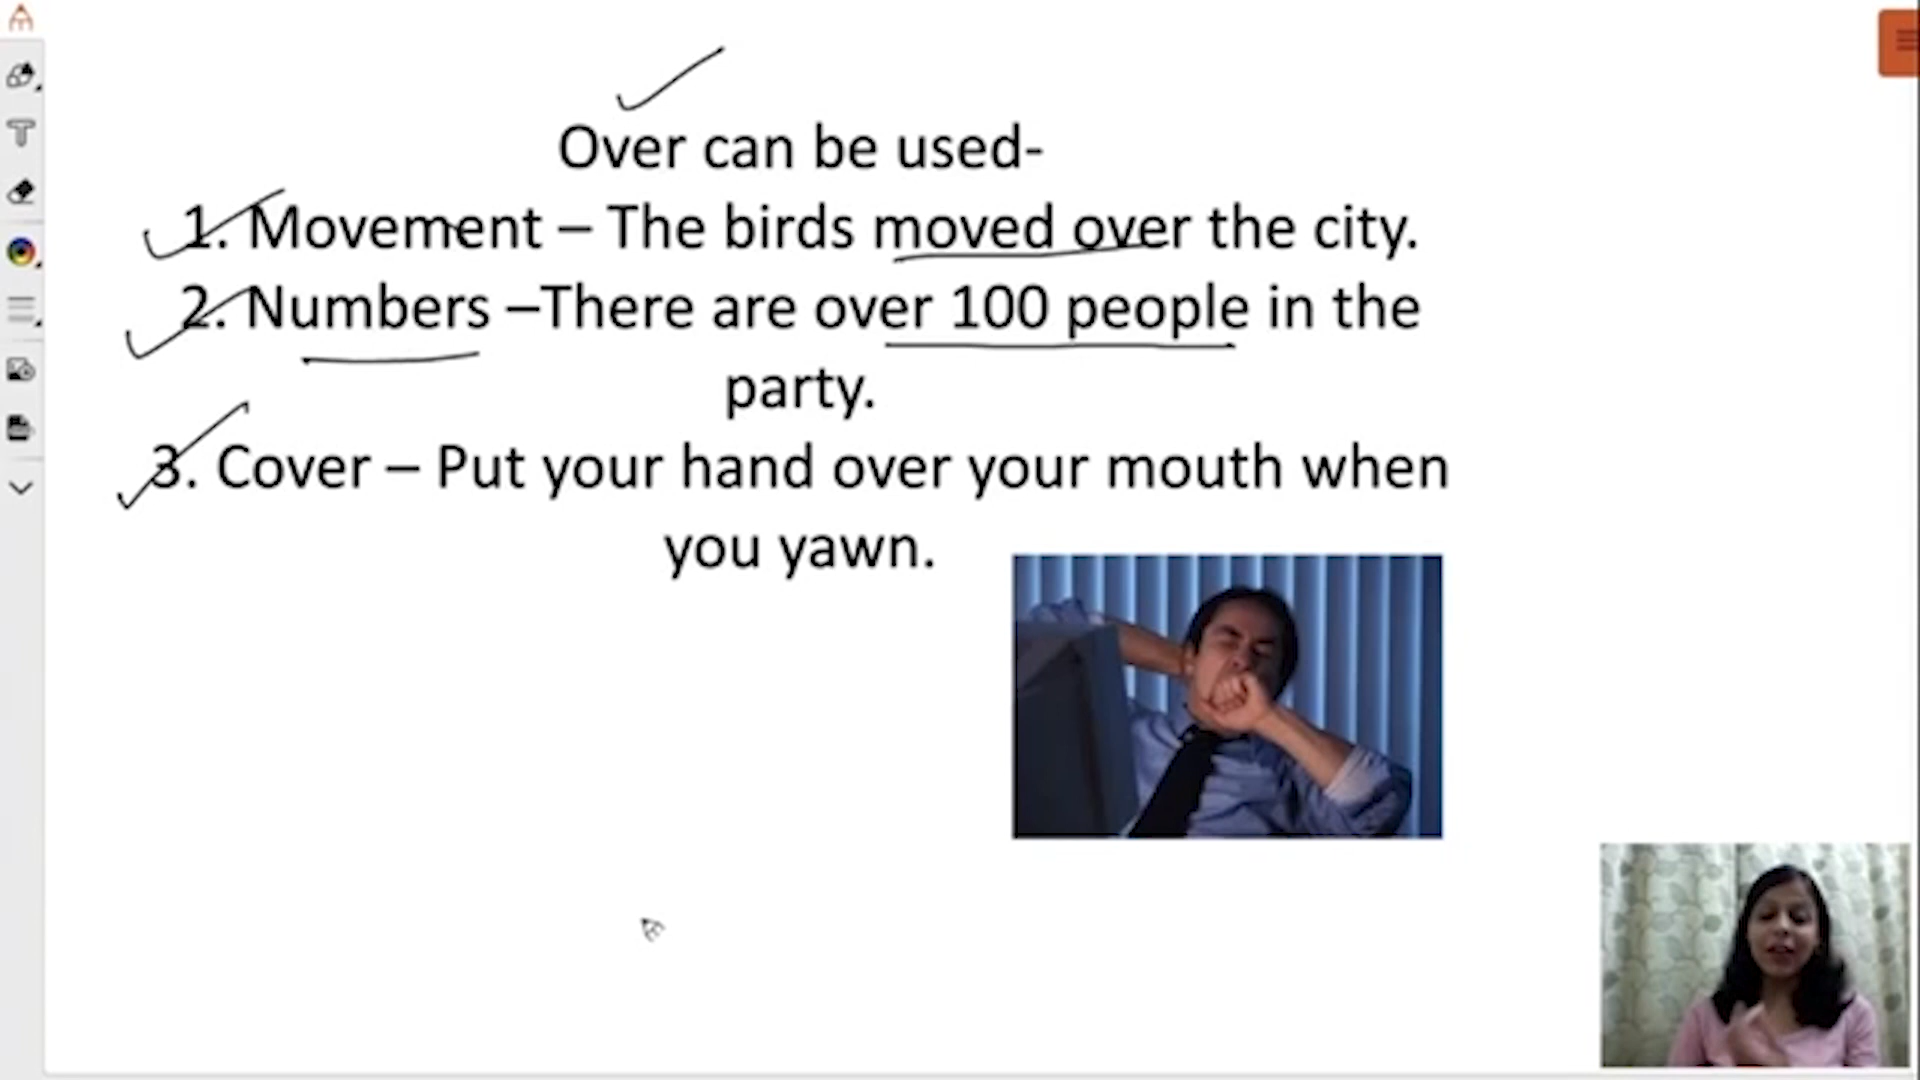 Over can be used-
1. Movement – The birds moved over the city.
2. Numbers –There are over 100 people in the
party.
3. Cover – Put your hand over your mouth when
you yawn.